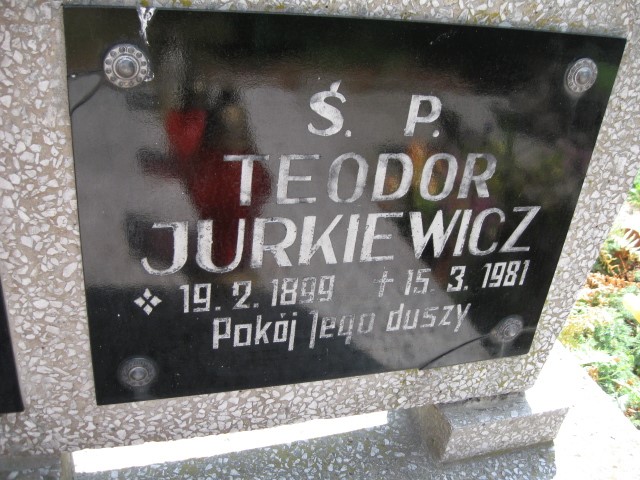 Ś. P.
TEODOR
JURKIEWICZ
19. 2. 1899 † 15. 3. 1981
Pokój Jego duszy